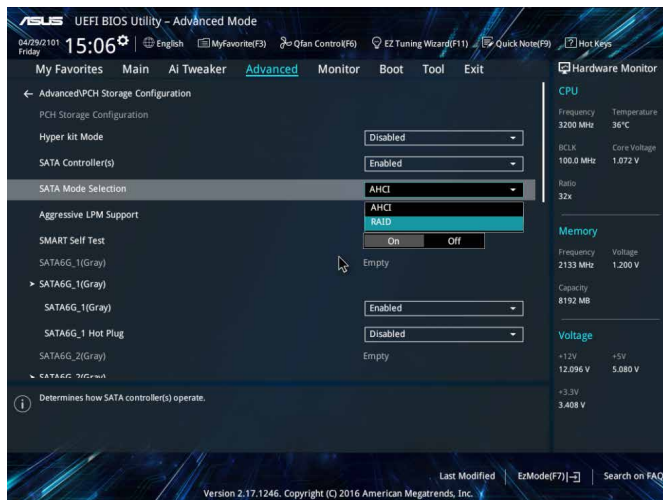 ASUS UEFI BIOS Utility – Advanced Mode
04/29/2101 Friday 15:06 English MyFavorite(F3) Qfan Control(F6) EZ Tuning Wizard(F11) Quick Note(F9) Hot Keys
My Favorites Main Ai Tweaker Advanced Monitor Boot Tool Exit
Hardware Monitor
← Advanced\PCH Storage Configuration
PCH Storage Configuration
Hyper kit Mode Disabled
SATA Controller(s) Enabled
SATA Mode Selection AHCI
AHCI
RAID
Aggressive LPM Support
SMART Self Test On Off
SATA6G_1(Gray) Empty
> SATA6G_1(Gray)
SATA6G_1(Gray) Enabled
SATA6G_1 Hot Plug Disabled
SATA6G_2(Gray) Empty
> SATA6G_2(Gray)
CPU
Frequency Temperature
3200 MHz 36°C
BCLK Core Voltage
100.0 MHz 1.072 V
Ratio
32x
Memory
Frequency Voltage
2133 MHz 1.200 V
Capacity
8192 MB
Voltage
+12V +5V
12.096 V 5.080 V
+3.3V
3.408 V
Determines how SATA controller(s) operate.
Last Modified EzMode(F7) Search on FAQ
Version 2.17.1246. Copyright (C) 2016 American Megatrends, Inc.